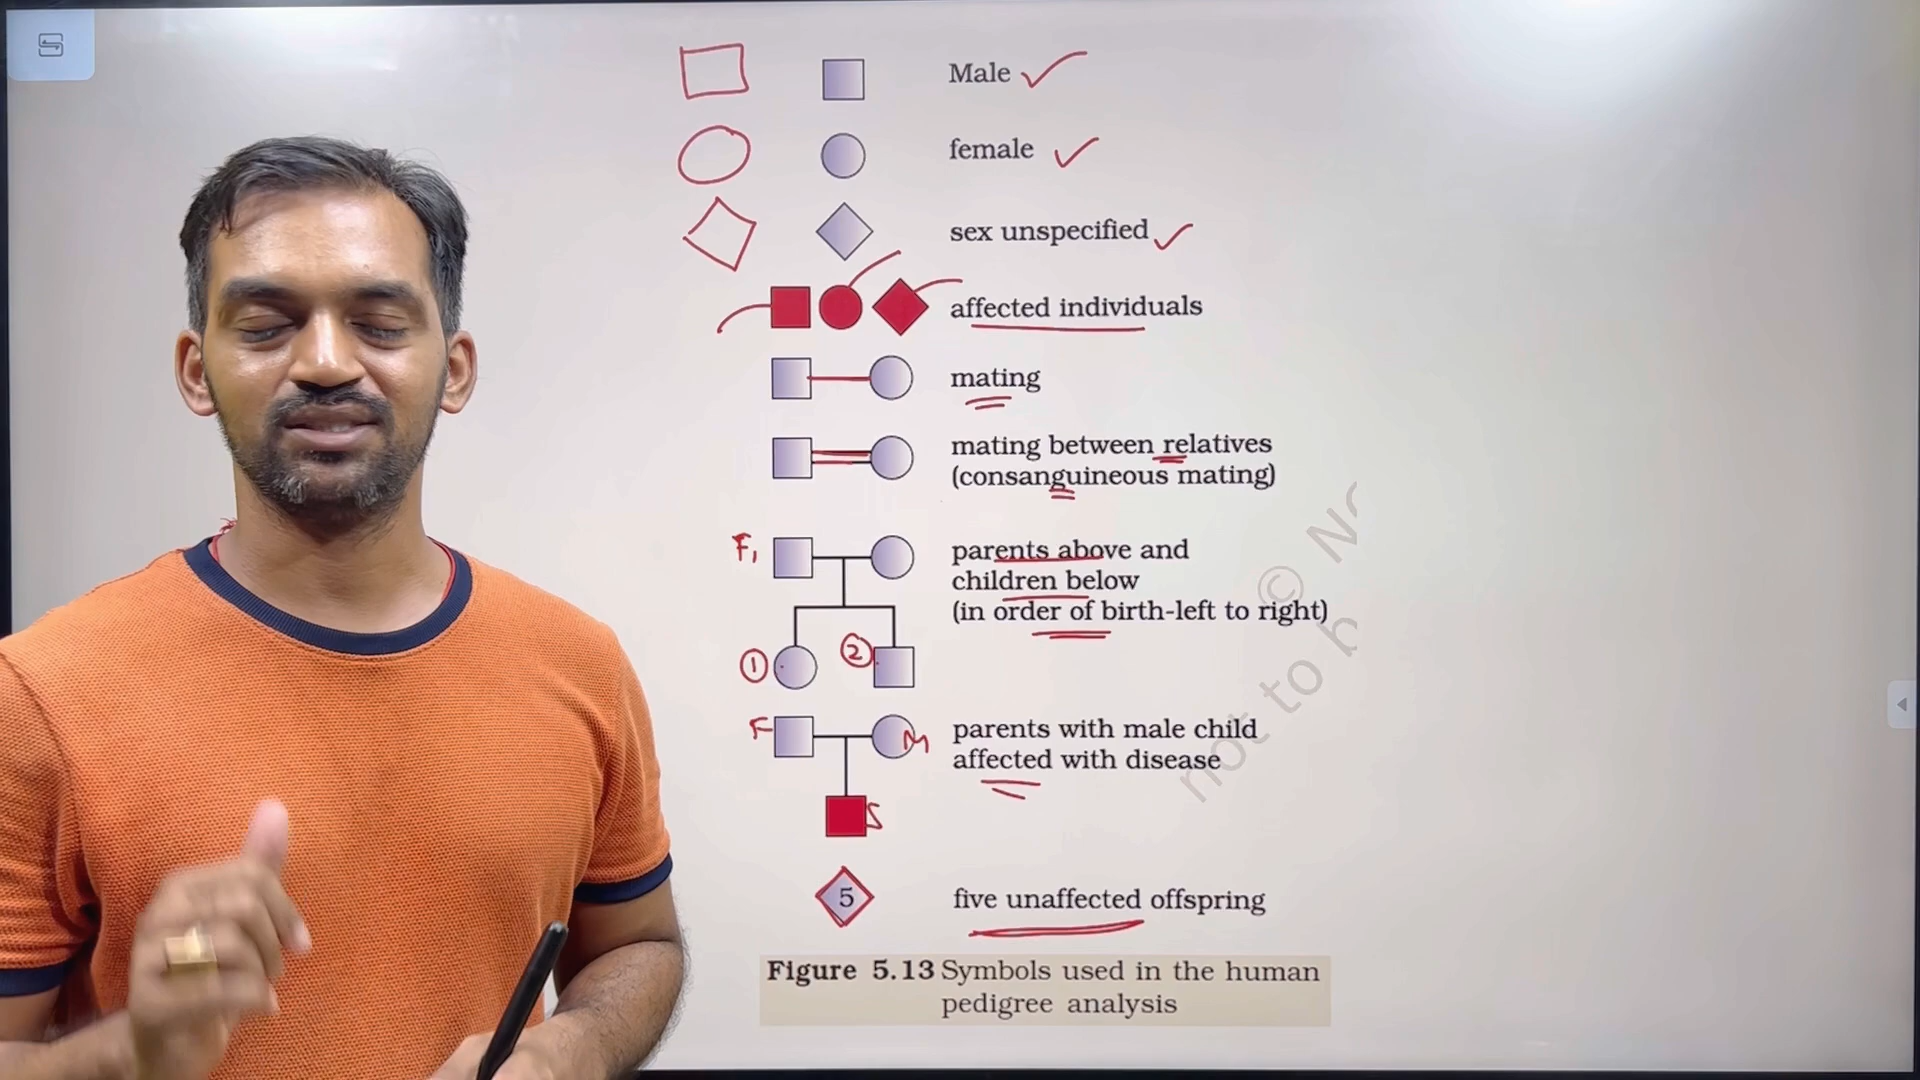 Male
female
sex unspecified
affected individuals
mating
mating between relatives
(consanguineous mating)
F1
parents above and
children below
(in order of birth-left to right)
1
2
F
M
parents with male child
affected with disease
S
5
five unaffected offspring
Figure 5.13 Symbols used in the human
pedigree analysis
©
not to b